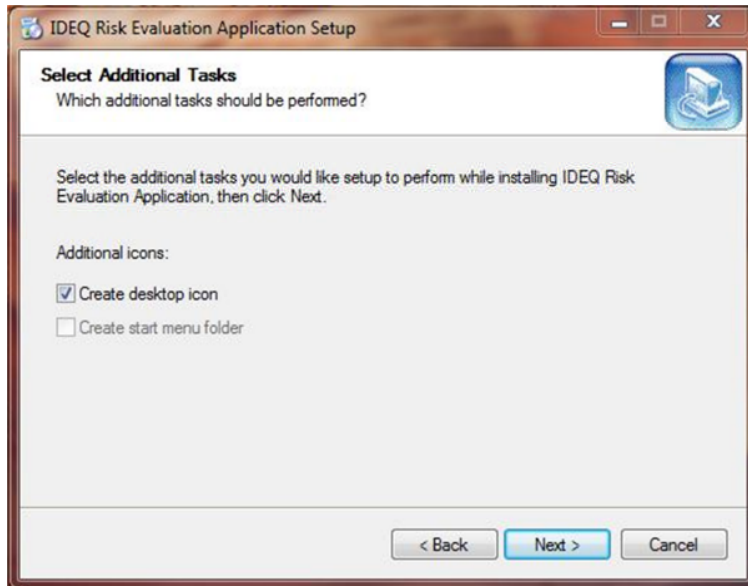 IDEQ Risk Evaluation Application Setup
Select Additional Tasks
Which additional tasks should be performed?
Select the additional tasks you would like setup to perform while installing IDEQ Risk
Evaluation Application, then click Next.
Additional icons:
Create desktop icon
Create start menu folder
< Back
Next >
Cancel